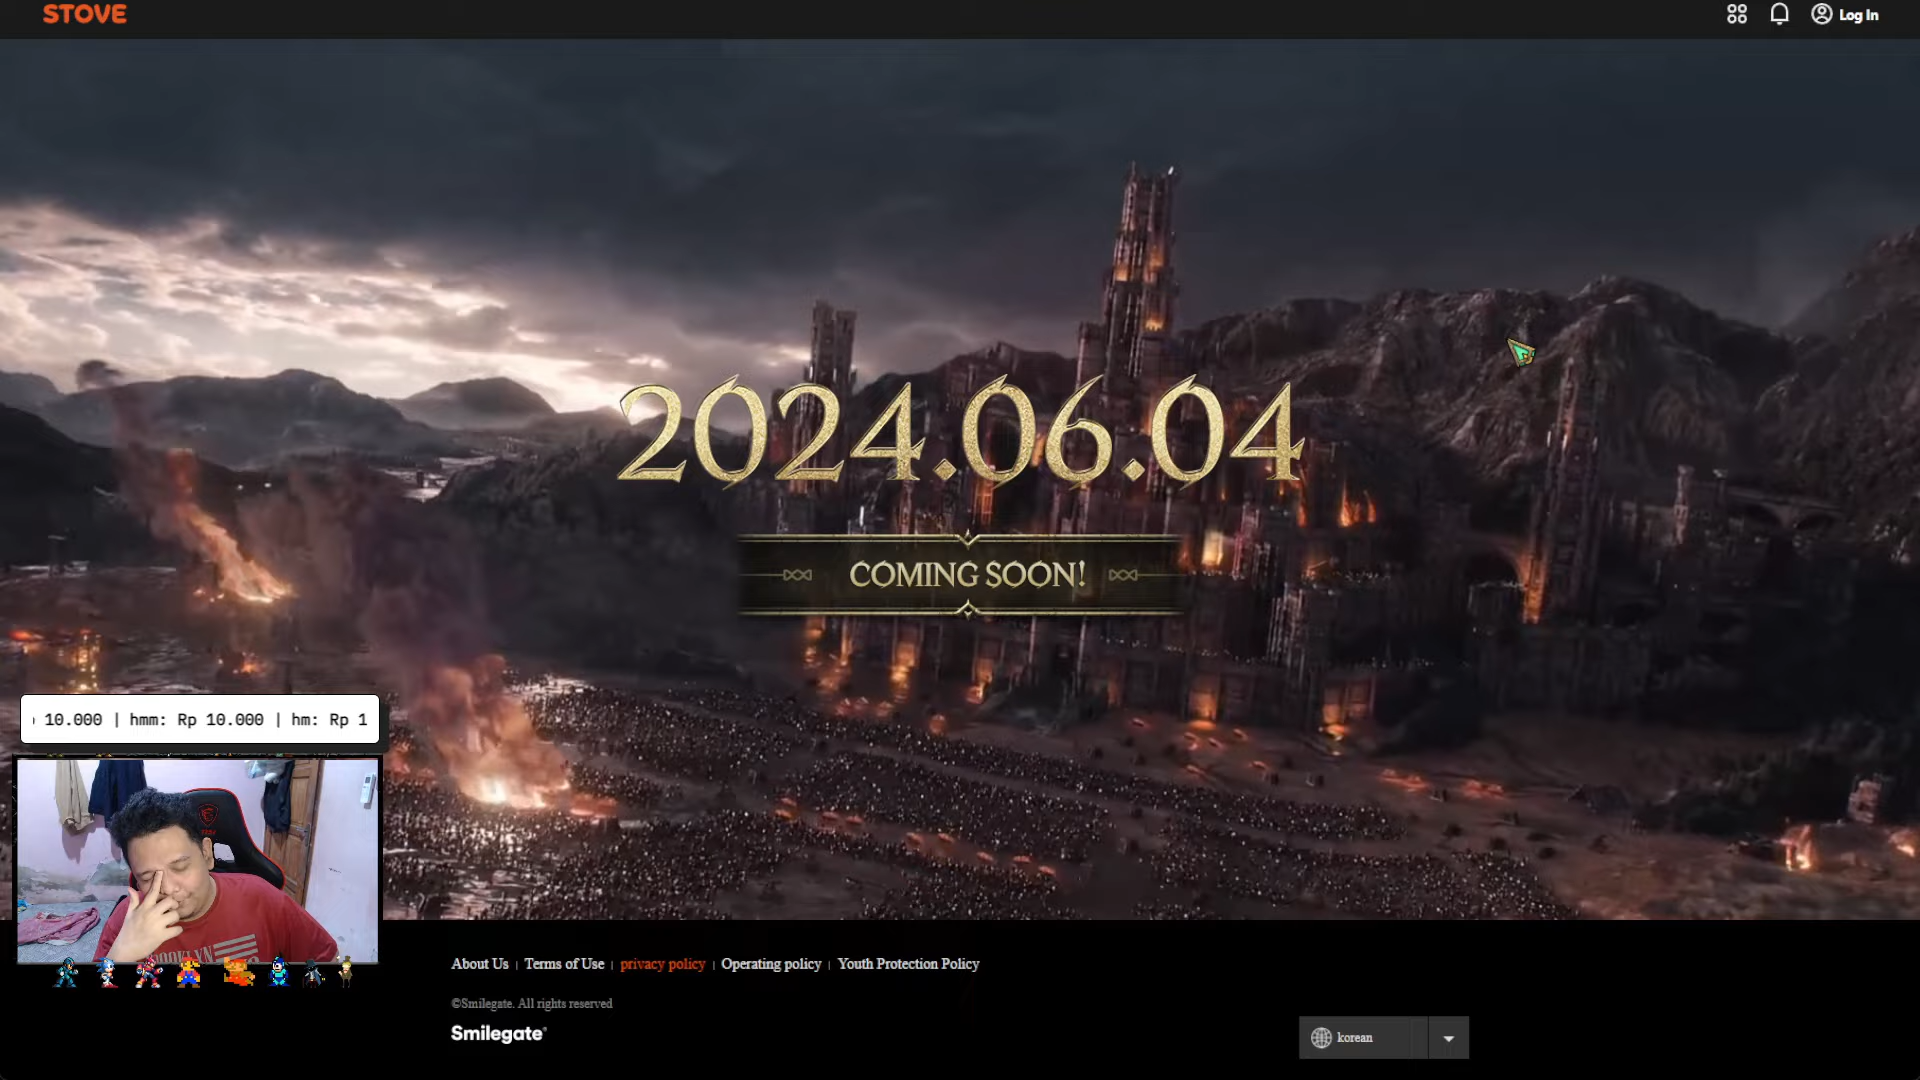 STOVE
Log In
2024.06.04
COMING SOON!
10.000 | hmm: Rp 10.000 | hm: Rp 1
About Us | Terms of Use | privacy policy | Operating policy | Youth Protection Policy
©Smilegate. All rights reserved
Smilegate
korean